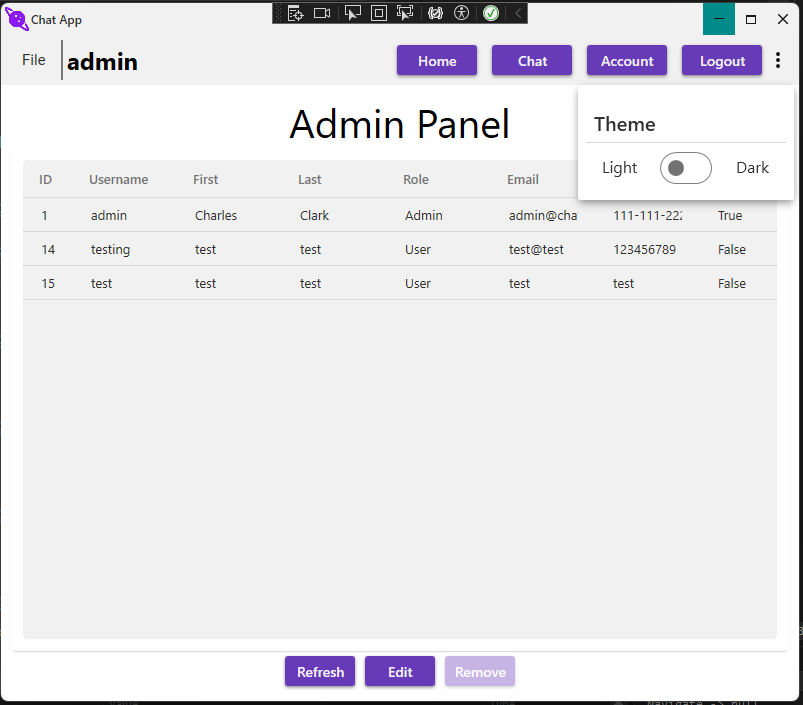 Chat App
File
admin
Home
Chat
Account
Logout
Admin Panel
Theme
Light
Dark
ID Username First Last Role Email
1 admin Charles Clark Admin admin@cha 111-111-222 True
14 testing test test User test@test 123456789 False
15 test test test User test test False
Refresh
Edit
Remove